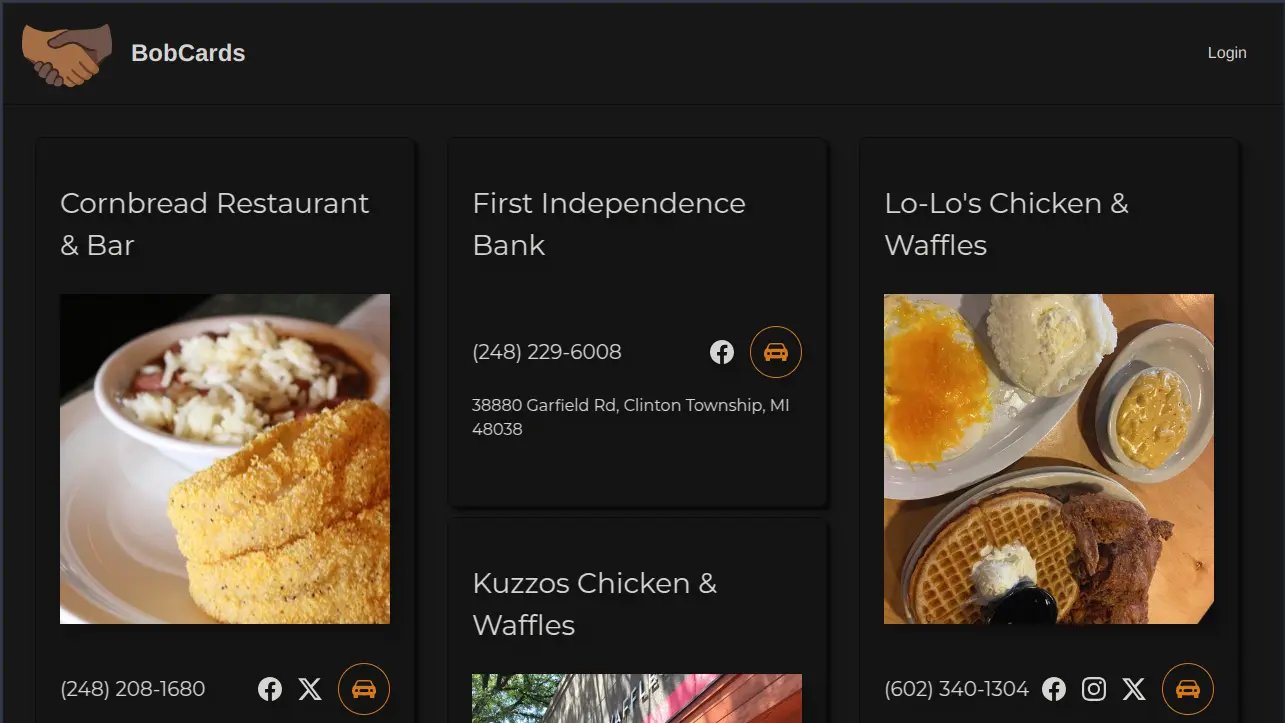 BobCards
Login
Cornbread Restaurant
& Bar
(248) 208-1680
First Independence
Bank
(248) 229-6008
38880 Garfield Rd, Clinton Township, MI
48038
Kuzzos Chicken &
Waffles
Lo-Lo's Chicken &
Waffles
(602) 340-1304